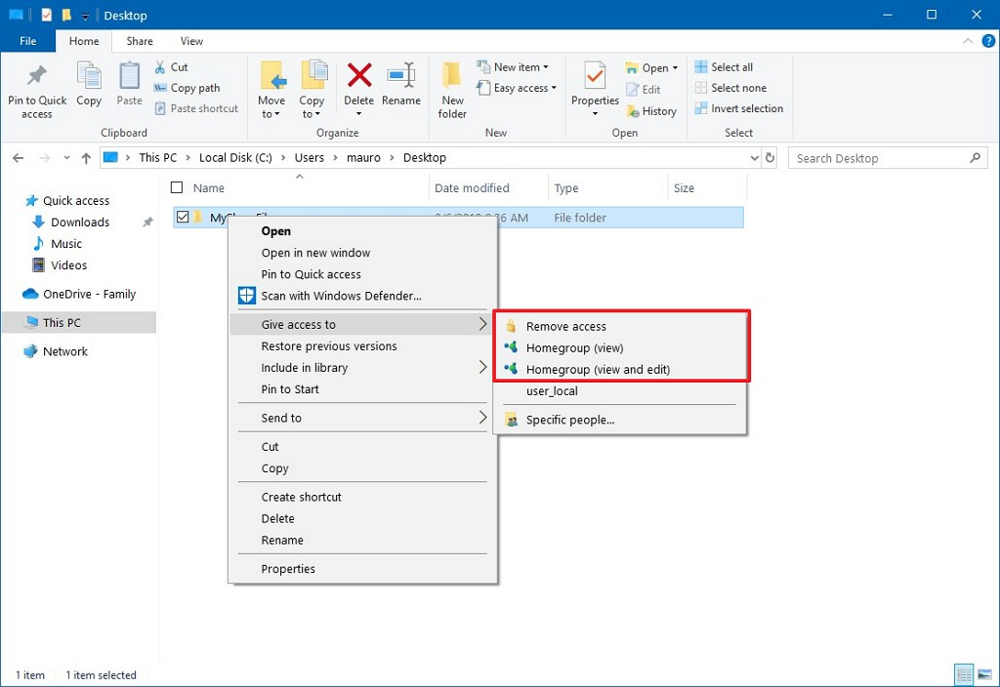 Desktop
File Home Share View
Pin to Quick access
Copy
Paste
Cut
Copy path
Paste shortcut
Clipboard
Move to
Copy to
Delete
Rename
Organize
New folder
New item
Easy access
New
Properties
Open
Edit
History
Open
Select all
Select none
Invert selection
Select
This PC Local Disk (C:) Users mauro Desktop
Search Desktop
Quick access
Downloads
Music
Videos
OneDrive - Family
This PC
Network
Name Date modified Type Size
AM File folder
Open
Open in new window
Pin to Quick access
Scan with Windows Defender...
Give access to
Restore previous versions
Include in library
Pin to Start
Send to
Cut
Copy
Create shortcut
Delete
Rename
Properties
Remove access
Homegroup (view)
Homegroup (view and edit)
user_local
Specific people...
1 item 1 item selected